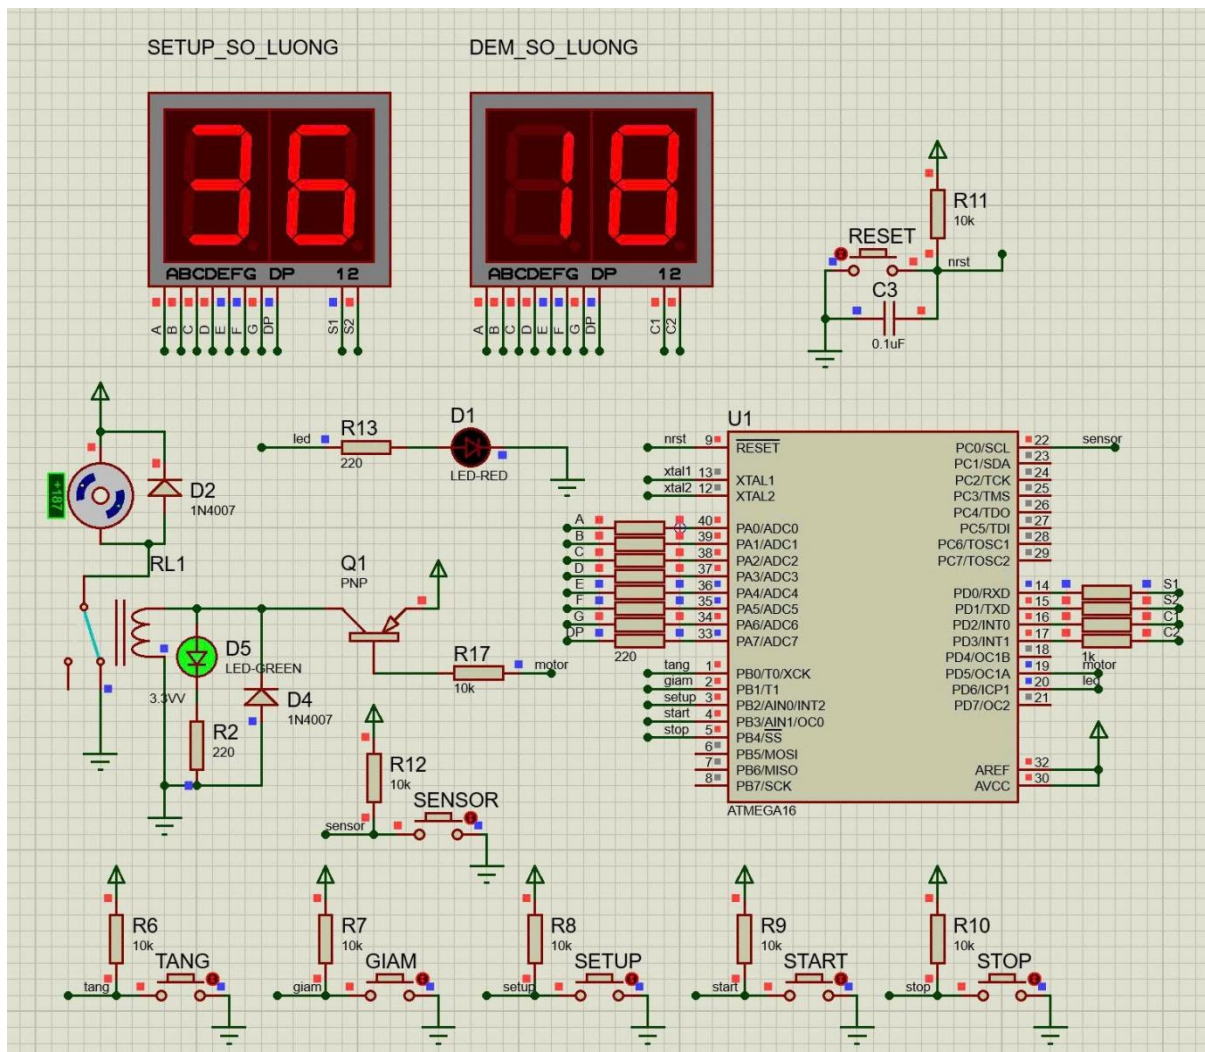 SETUP_SO_LUONG
DEM_SO_LUONG
36
18
ABCDEFG DP 12
ABCDEFG DP 12
A
B
C
D
E
F
G
DP
S1
S2
A
B
C
D
E
F
G
DP
C1
C2
R11
10k
RESET
nrst
C3
0.1uF
+187
D2
1N4007
RL1
led
R13
220
D1
LED-RED
Q1
PNP
D5
LED-GREEN
3.3VV
D4
1N4007
R2
220
R17
10k
motor
R12
10k
SENSOR
sensor
U1
nrst 9 RESET
xtal1 13 XTAL1
xtal2 12 XTAL2
A 40 PA0/ADC0
B 39 PA1/ADC1
C 38 PA2/ADC2
D 37 PA3/ADC3
E 36 PA4/ADC4
F 35 PA5/ADC5
G 34 PA6/ADC6
DP 33 PA7/ADC7
220
tang 1 PB0/T0/XCK
giam 2 PB1/T1
setup 3 PB2/AIN0/INT2
start 4 PB3/AIN1/OC0
stop 5 PB4/SS
6 PB5/MOSI
7 PB6/MISO
8 PB7/SCK
PC0/SCL 22 sensor
PC1/SDA 23
PC2/TCK 24
PC3/TMS 25
PC4/TDO 26
PC5/TDI 27
PC6/TOSC1 28
PC7/TOSC2 29
PD0/RXD 14 S1
PD1/TXD 15 S2
PD2/INT0 16 C1
PD3/INT1 17 C2
PD4/OC1B 18 1k
PD5/OC1A 19 motor
PD6/ICP1 20 led
PD7/OC2 21
AREF 32
AVCC 30
ATMEGA16
R6
10k
TANG
tang
R7
10k
GIAM
giam
R8
10k
SETUP
setup
R9
10k
START
start
R10
10k
STOP
stop